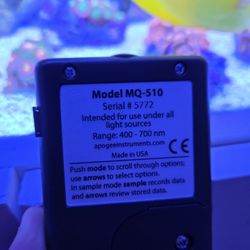 Model MQ-510
Serial # 5772
Intended for use under all
light sources
Range: 400 - 700 nm
apogeeinstruments.com
Made in USA
CE
Push mode to scroll through options;
use arrows to select options.
In sample mode sample records data
and arrows review stored data.